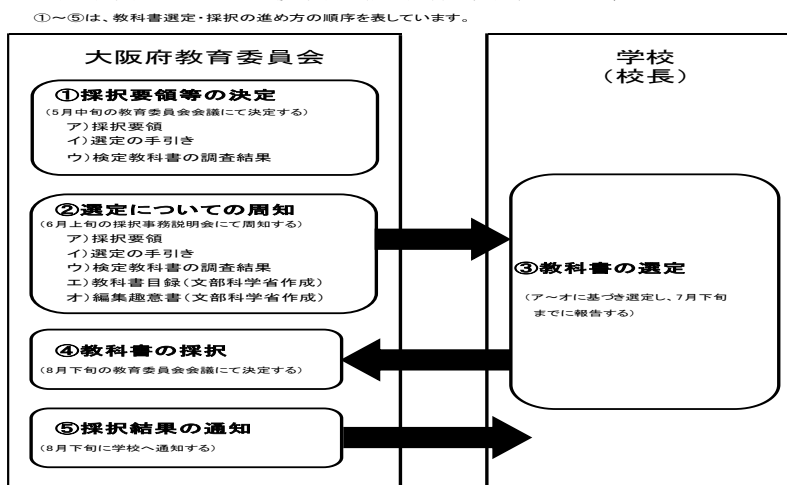 ①～⑤は、教科書選定・採択の進め方の順序を表しています。
大阪府教育委員会
学校
（校長）
①採択要領等の決定
（5月中旬の教育委員会会議にて決定する）
ア）採択要領
イ）選定の手引き
ウ）検定教科書の調査結果
②選定についての周知
（6月上旬の採択事務説明会にて周知する）
ア）採択要領
イ）選定の手引き
ウ）検定教科書の調査結果
エ）教科書目録（文部科学省作成）
オ）編集趣意書（文部科学省作成）
③教科書の選定
（ア～オに基づき選定し、7月下旬
までに報告する）
④教科書の採択
（8月下旬の教育委員会会議にて決定する）
⑤採択結果の通知
（8月下旬に学校へ通知する）